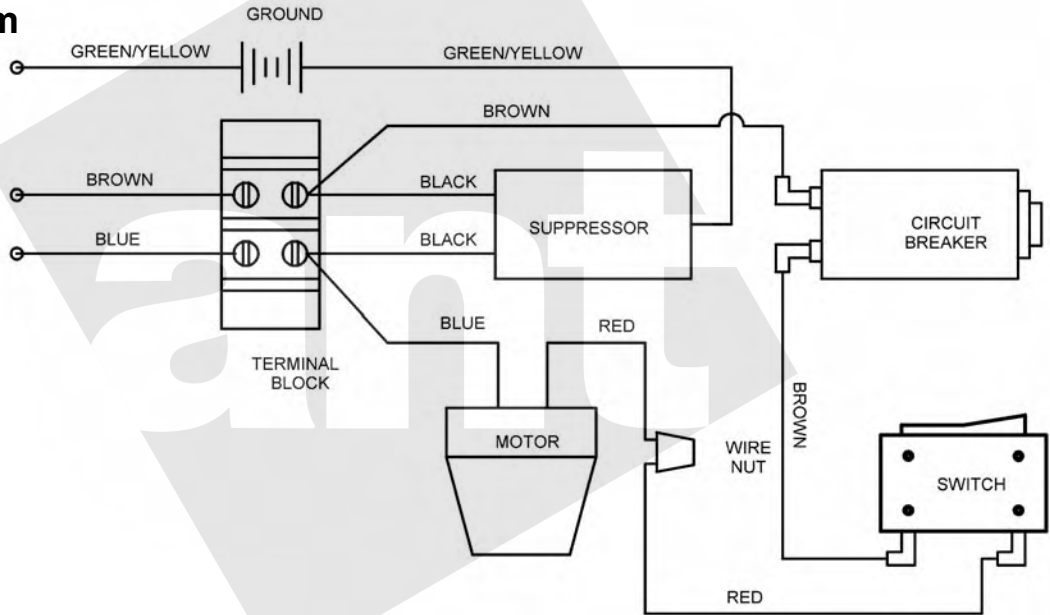 m
GROUND
GREEN/YELLOW
GREEN/YELLOW
BROWN
BROWN
BLACK
BLUE
BLACK
SUPPRESSOR
CIRCUIT
BREAKER
BLUE
RED
TERMINAL
BLOCK
MOTOR
WIRE
NUT
BROWN
SWITCH
RED
ant